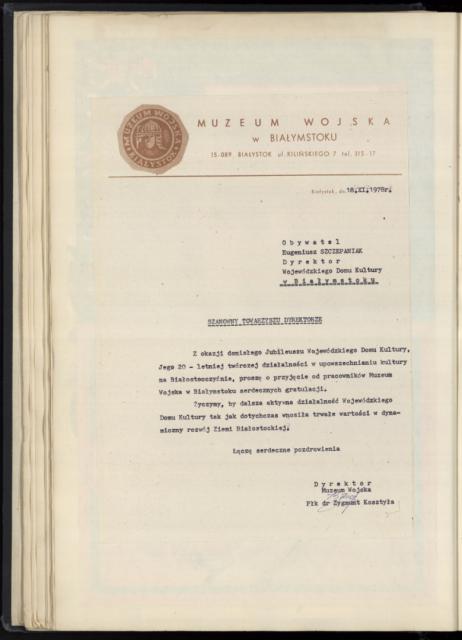 MUZEUM WOJSKA
BIAŁYSTOK
MUZEUM WOJSKA
w BIAŁYMSTOKU
15-089 BIAŁYSTOK ul. KILIŃSKIEGO 7 tel. 315-17
Białystok, dn. 18.XI.1978r.
Obywatel
Eugeniusz SZCZEPANIAK
Dyrektor
Wojewódzkiego Domu Kultury
w Białymstoku
SZANOWNY TOWARZYSZU DYREKTORZE
Z okazji doniosłego Jubileuszu Wojewódzkiego Domu Kultury,
Jego 20 - letniej twórczej działalności w upowszechnianiu kultury
na Białostocczyźnie, proszę o przyjęcie od pracowników Muzeum
Wojska w Białymstoku serdecznych gratulacji.
Życzymy, by dalsza aktywna działalność Wojewódzkiego
Domu Kultury tak jak dotychczas wnosiła trwałe wartości w dyna-
miczny rozwój Ziemi Białostockiej.
Łączę serdeczne pozdrowienia
Dyrektor
Muzeum Wojska
Płk dr Zygmunt Kosztyła